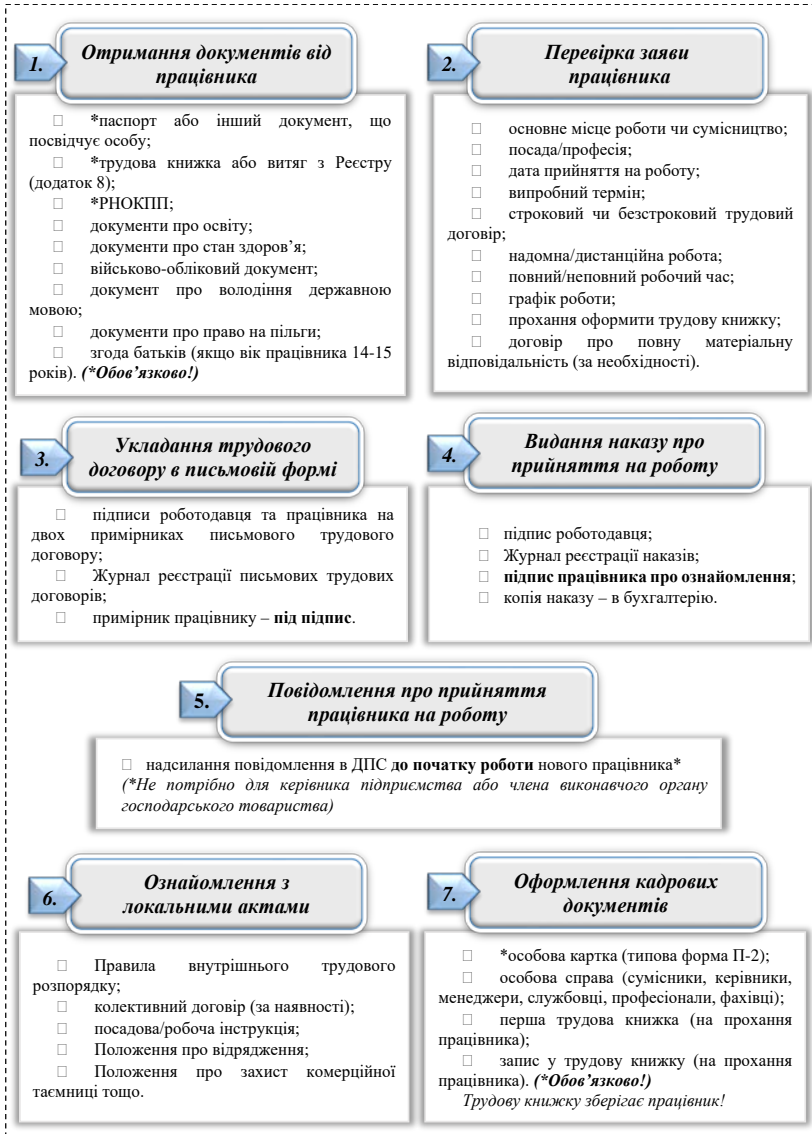 1.
Отримання документів від
працівника
□ *паспорт або інший документ, що
посвідчує особу;
□ *трудова книжка або витяг з Реєстру
(додаток 8);
□ *РНОКПП;
□ документи про освіту;
□ документи про стан здоров’я;
□ військово-обліковий документ;
□ документ про володіння державною
мовою;
□ документи про право на пільги;
□ згода батьків (якщо вік працівника 14-15
років). (*Обов’язково!)
2.
Перевірка заяви
працівника
□ основне місце роботи чи сумісництво;
□ посада/професія;
□ дата прийняття на роботу;
□ випробний термін;
□ строковий чи безстроковий трудовий
договір;
□ надомна/дистанційна робота;
□ повний/неповний робочий час;
□ графік роботи;
□ прохання оформити трудову книжку;
□ договір про повну матеріальну
відповідальність (за необхідності).
3.
Укладання трудового
договору в письмовій формі
□ підписи роботодавця та працівника на
двох примірниках письмового трудового
договору;
□ Журнал реєстрації письмових трудових
договорів;
□ примірник працівнику – під підпис.
4.
Видання наказу про
прийняття на роботу
□ підпис роботодавця;
□ Журнал реєстрації наказів;
□ підпис працівника про ознайомлення;
□ копія наказу – в бухгалтерію.
5.
Повідомлення про прийняття
працівника на роботу
□ надсилання повідомлення в ДПС до початку роботи нового працівника*
(*Не потрібно для керівника підприємства або члена виконавчого органу
господарського товариства)
6.
Ознайомлення з
локальними актами
□ Правила внутрішнього трудового
розпорядку;
□ колективний договір (за наявності);
□ посадова/робоча інструкція;
□ Положення про відрядження;
□ Положення про захист комерційної
таємниці тощо.
7.
Оформлення кадрових
документів
□ *особова картка (типова форма П-2);
□ особова справа (сумісники, керівники,
менеджери, службовці, професіонали, фахівці);
□ перша трудова книжка (на прохання
працівника);
□ запис у трудову книжку (на прохання
працівника). (*Обов’язково!)
Трудову книжку зберігає працівник!